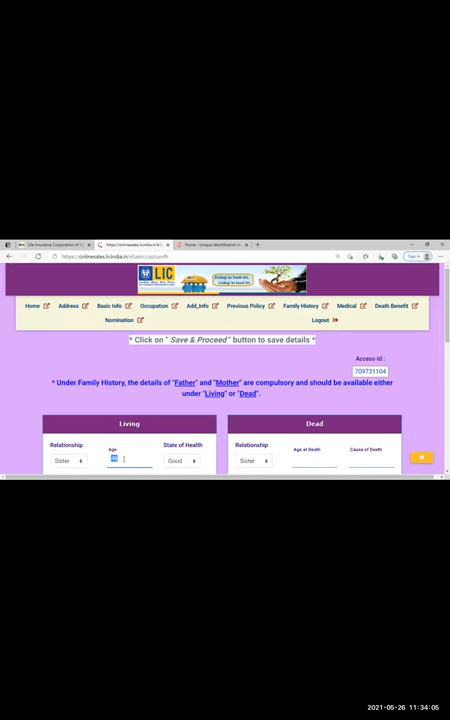 Life Insurance Corporation of In
https://onlinesales.licindia.in/eS
Home - Unique Identification A
https://onlinesales.licindia.in/eSales/capturefh
Sign in
LIC
Home
Address
Basic Info
Occupation
Add_Info
Previous Policy
Family History
Medical
Death Benefit
Nomination
Logout
* Click on " Save & Proceed " button to save details *
Access-Id :
709731104
* Under Family History, the details of "Father" and "Mother" are compulsory and should be available either
under "Living" or "Dead".
Living
Relationship
Age
State of Health
Sister
Good
Dead
Relationship
Age at Death
Cause of Death
Sister
2021-05-26 11:34:05